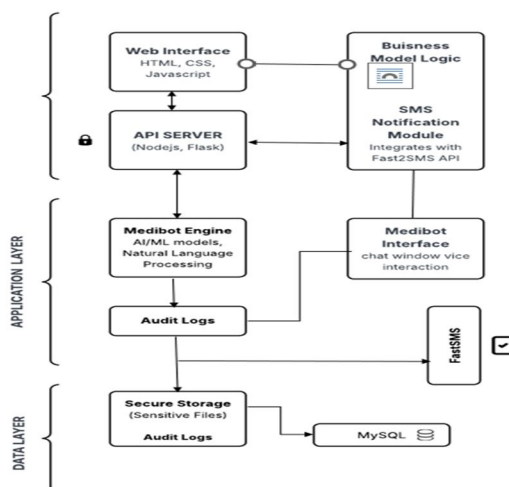 Web Interface
HTML, CSS,
Javascript
Buisness
Model Logic
SMS
Notification
Module
Integrates with
Fast2SMS API
API SERVER
(Nodejs, Flask)
APPLICATION LAYER
Medibot Engine
AI/ML models,
Natural Language
Processing
Medibot
Interface
chat window vice
interaction
Audit Logs
FastSMS
DATA LAYER
Secure Storage
(Sensitive Files)
Audit Logs
MySQL